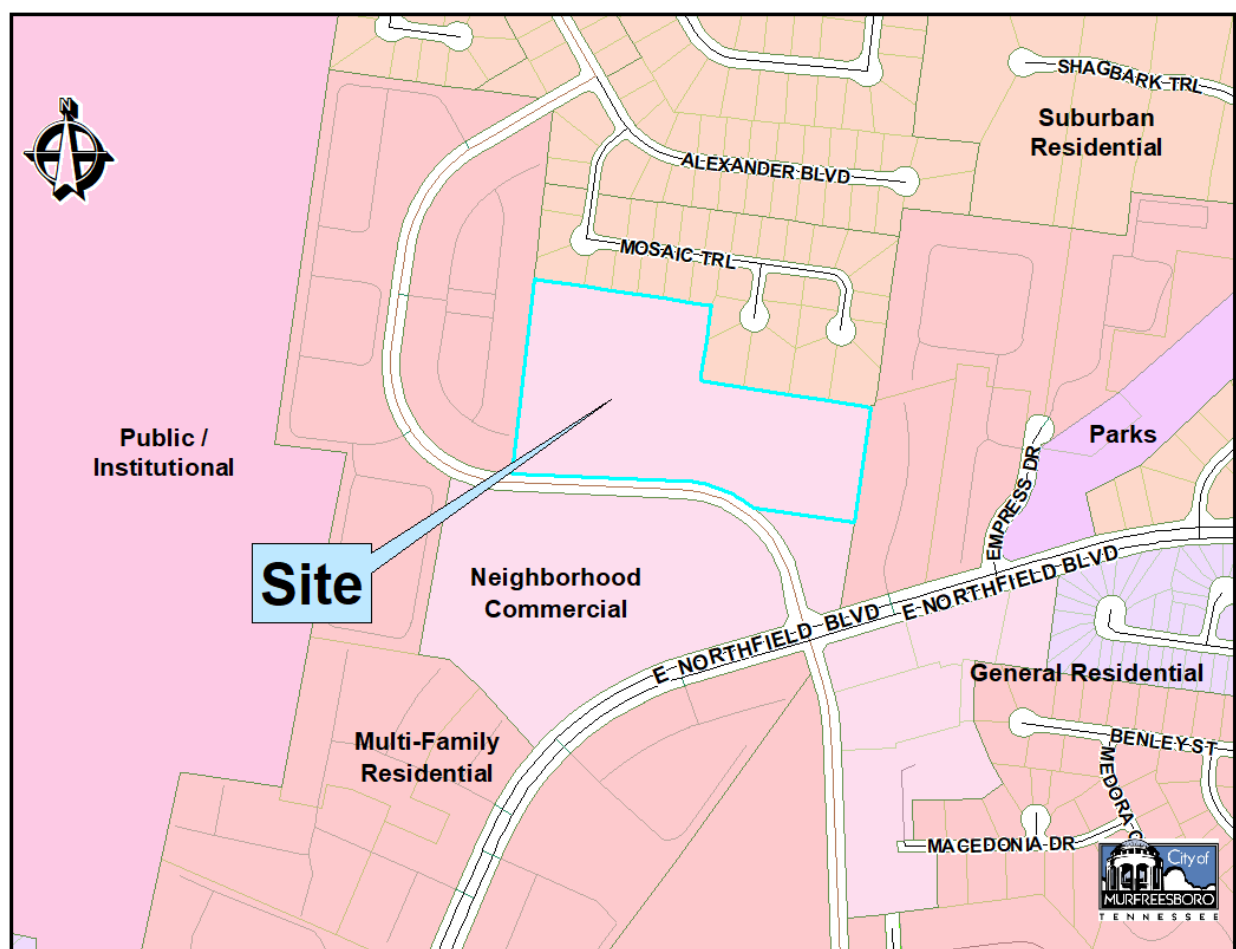 N
SHAGBARK TRL
Suburban
Residential
ALEXANDER BLVD
MOSAIC TRL
Public /
Institutional
Parks
EMPRESS DR
Site
Neighborhood
Commercial
E NORTHFIELD BLVD
E NORTHFIELD BLVD
General Residential
Multi-Family
Residential
BENLEY ST
MEDORA C
MACEDONIA DR
City of
MURFREESBORO
TENNESSEE